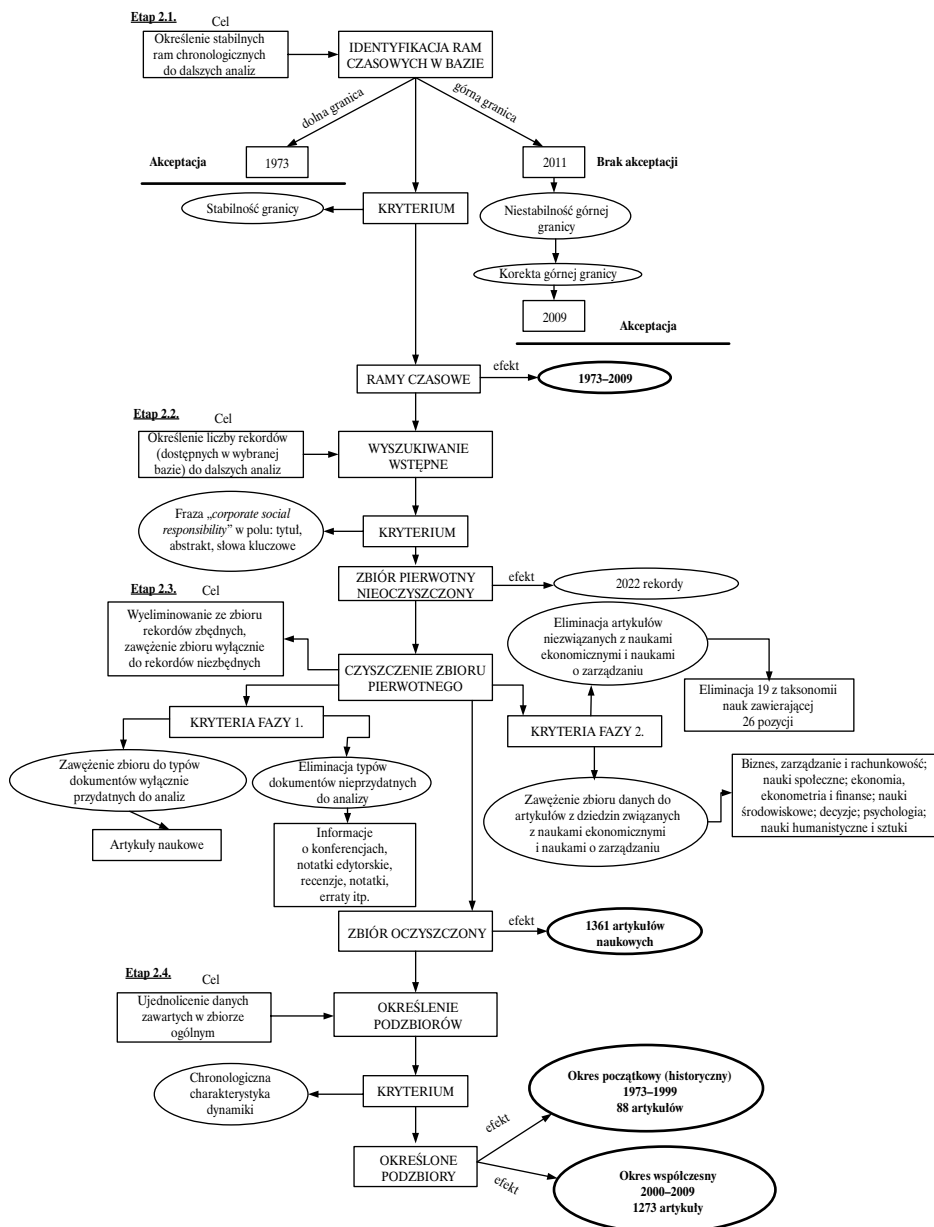 Etap 2.1.
Cel
Określenie stabilnych
ram chronologicznych
do dalszych analiz
IDENTYFIKACJA RAM
CZASOWYCH W BAZIE
dolna granica
górna granica
Akceptacja
1973
2011
Brak akceptacji
Stabilność granicy
KRYTERIUM
Niestabilność górnej
granicy
Korekta górnej granicy
2009
Akceptacja
RAMY CZASOWE
efekt
1973–2009
Etap 2.2.
Cel
Określenie liczby rekordów
(dostępnych w wybranej
bazie) do dalszych analiz
WYSZUKIWANIE
WSTĘPNE
Fraza „corporate social
responsibility” w polu: tytuł,
abstrakt, słowa kluczowe
KRYTERIUM
ZBIÓR PIERWOTNY
NIEOCZYSZCZONY
efekt
2022 rekordy
Etap 2.3.
Cel
Wyeliminowanie ze zbioru
rekordów zbędnych,
zawężenie zbioru wyłącznie
do rekordów niezbędnych
Eliminacja artykułów
niezwiązanych z naukami
ekonomicznymi i naukami
o zarządzaniu
CZYSZCZENIE ZBIORU
PIERWOTNEGO
Eliminacja 19 z taksonomii
nauk zawierającej
26 pozycji
KRYTERIA FAZY 1.
KRYTERIA FAZY 2.
Zawężenie zbioru do typów
dokumentów wyłącznie
przydatnych do analiz
Eliminacja typów
dokumentów nieprzydatnych
do analizy
Zawężenie zbioru danych do
artykułów z dziedzin związanych
z naukami ekonomicznymi
i naukami o zarządzaniu
Biznes, zarządzanie i rachunkowość;
nauki społeczne; ekonomia,
ekonometria i finanse; nauki
środowiskowe; decyzje; psychologia;
nauki humanistyczne i sztuki
Artykuły naukowe
Informacje
o konferencjach,
notatki edytorskie,
recenzje, notatki,
erraty itp.
ZBIÓR OCZYSZCZONY
efekt
1361 artykułów
naukowych
Etap 2.4.
Cel
Ujednolicenie danych
zawartych w zbiorze
ogólnym
OKREŚLENIE
PODZBIORÓW
Chronologiczna
charakterystyka
dynamiki
KRYTERIUM
Okres początkowy (historyczny)
1973–1999
88 artykułów
efekt
OKREŚLONE
PODZBIORY
efekt
Okres współczesny
2000–2009
1273 artykuły